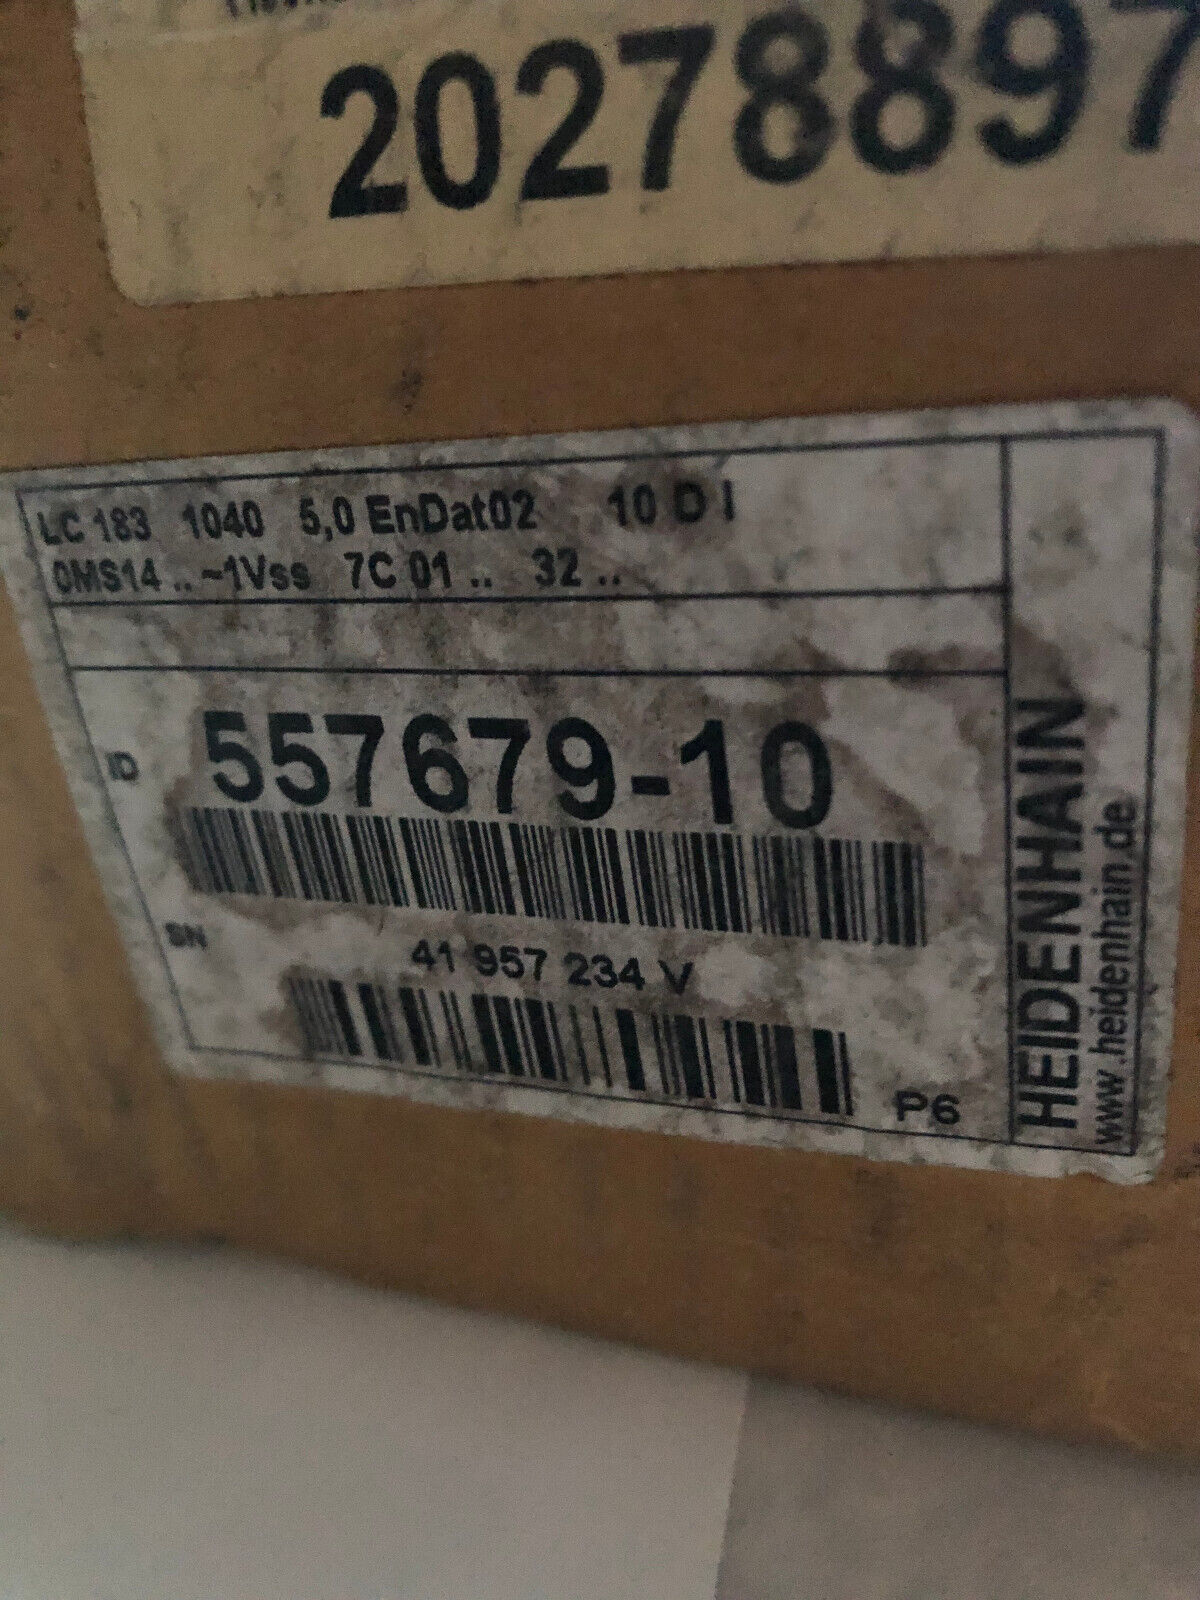 20278897
LC 183 1040 5,0 EnDat02 10 D I
0MS14 .. ~1Vss 7C 01 .. 32 ..
ID 557679-10
SN 41 957 234 V
P6
HEIDENHAIN
www.heidenhain.de